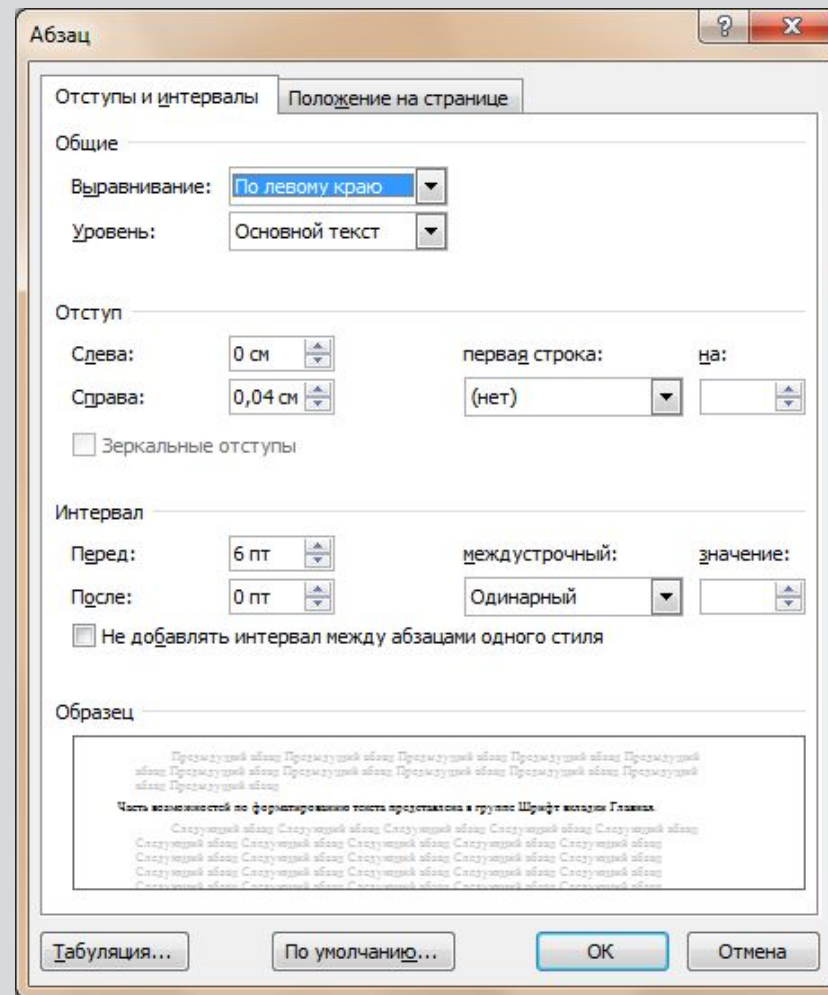 Абзац
Отступы и интервалы
Положение на странице
Общие
Выравнивание: По левому краю
Уровень: Основной текст
Отступ
Слева: 0 см первая строка: на:
Справа: 0,04 см (нет)
Зеркальные отступы
Интервал
Перед: 6 пт междустрочный: значение:
После: 0 пт Одинарный
Не добавлять интервал между абзацами одного стиля
Образец
Предыдущий абзац Предыдущий абзац Предыдущий абзац Предыдущий абзац Предыдущий
абзац Предыдущий абзац Предыдущий абзац Предыдущий абзац Предыдущий абзац Предыдущий
абзац Предыдущий абзац
Часть возможностей по форматированию текста представлена в группе Шрифт вкладки Главная.
Следующий абзац Следующий абзац Следующий абзац Следующий абзац Следующий абзац
Следующий абзац Следующий абзац Следующий абзац Следующий абзац
Следующий абзац Следующий абзац Следующий абзац Следующий абзац
Следующий абзац Следующий абзац Следующий абзац Следующий абзац
Следующий абзац Следующий абзац Следующий абзац Следующий абзац
Табуляция... По умолчанию... ОК Отмена